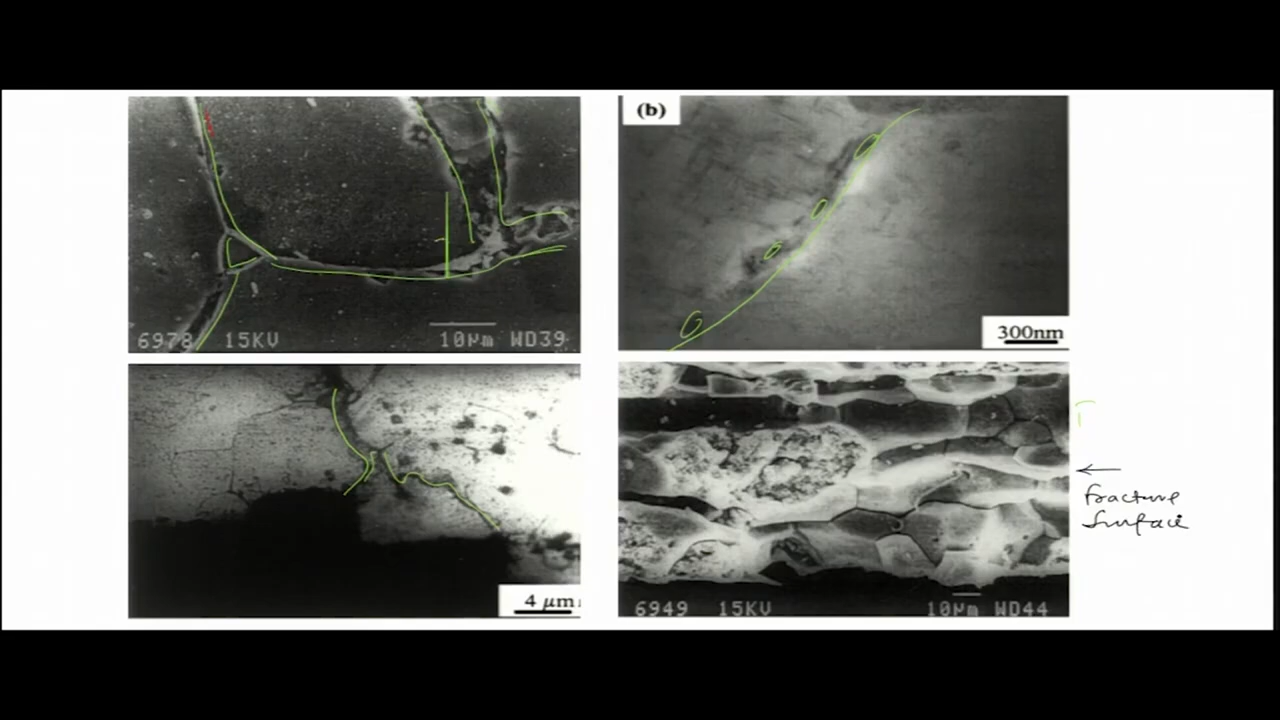 (b)
6978 15KV 10µm WD39
300nm
4 µm
Fracture
Surface
6949 15KV 10µm WD44